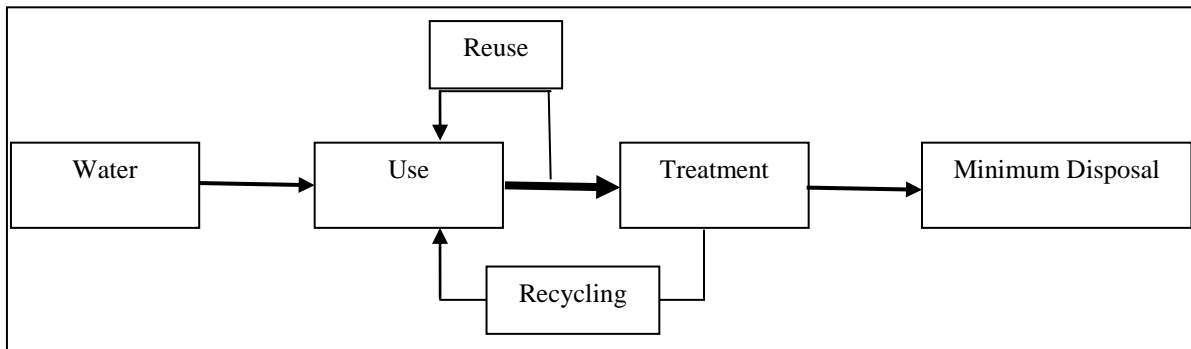 Reuse
Water
Use
Treatment
Minimum Disposal
Recycling